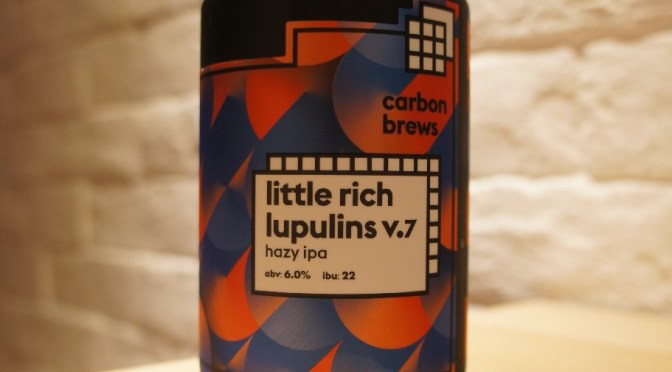 carbon
brews
little rich
lupulins v.7
hazy ipa
abv: 6.0% ibu: 22